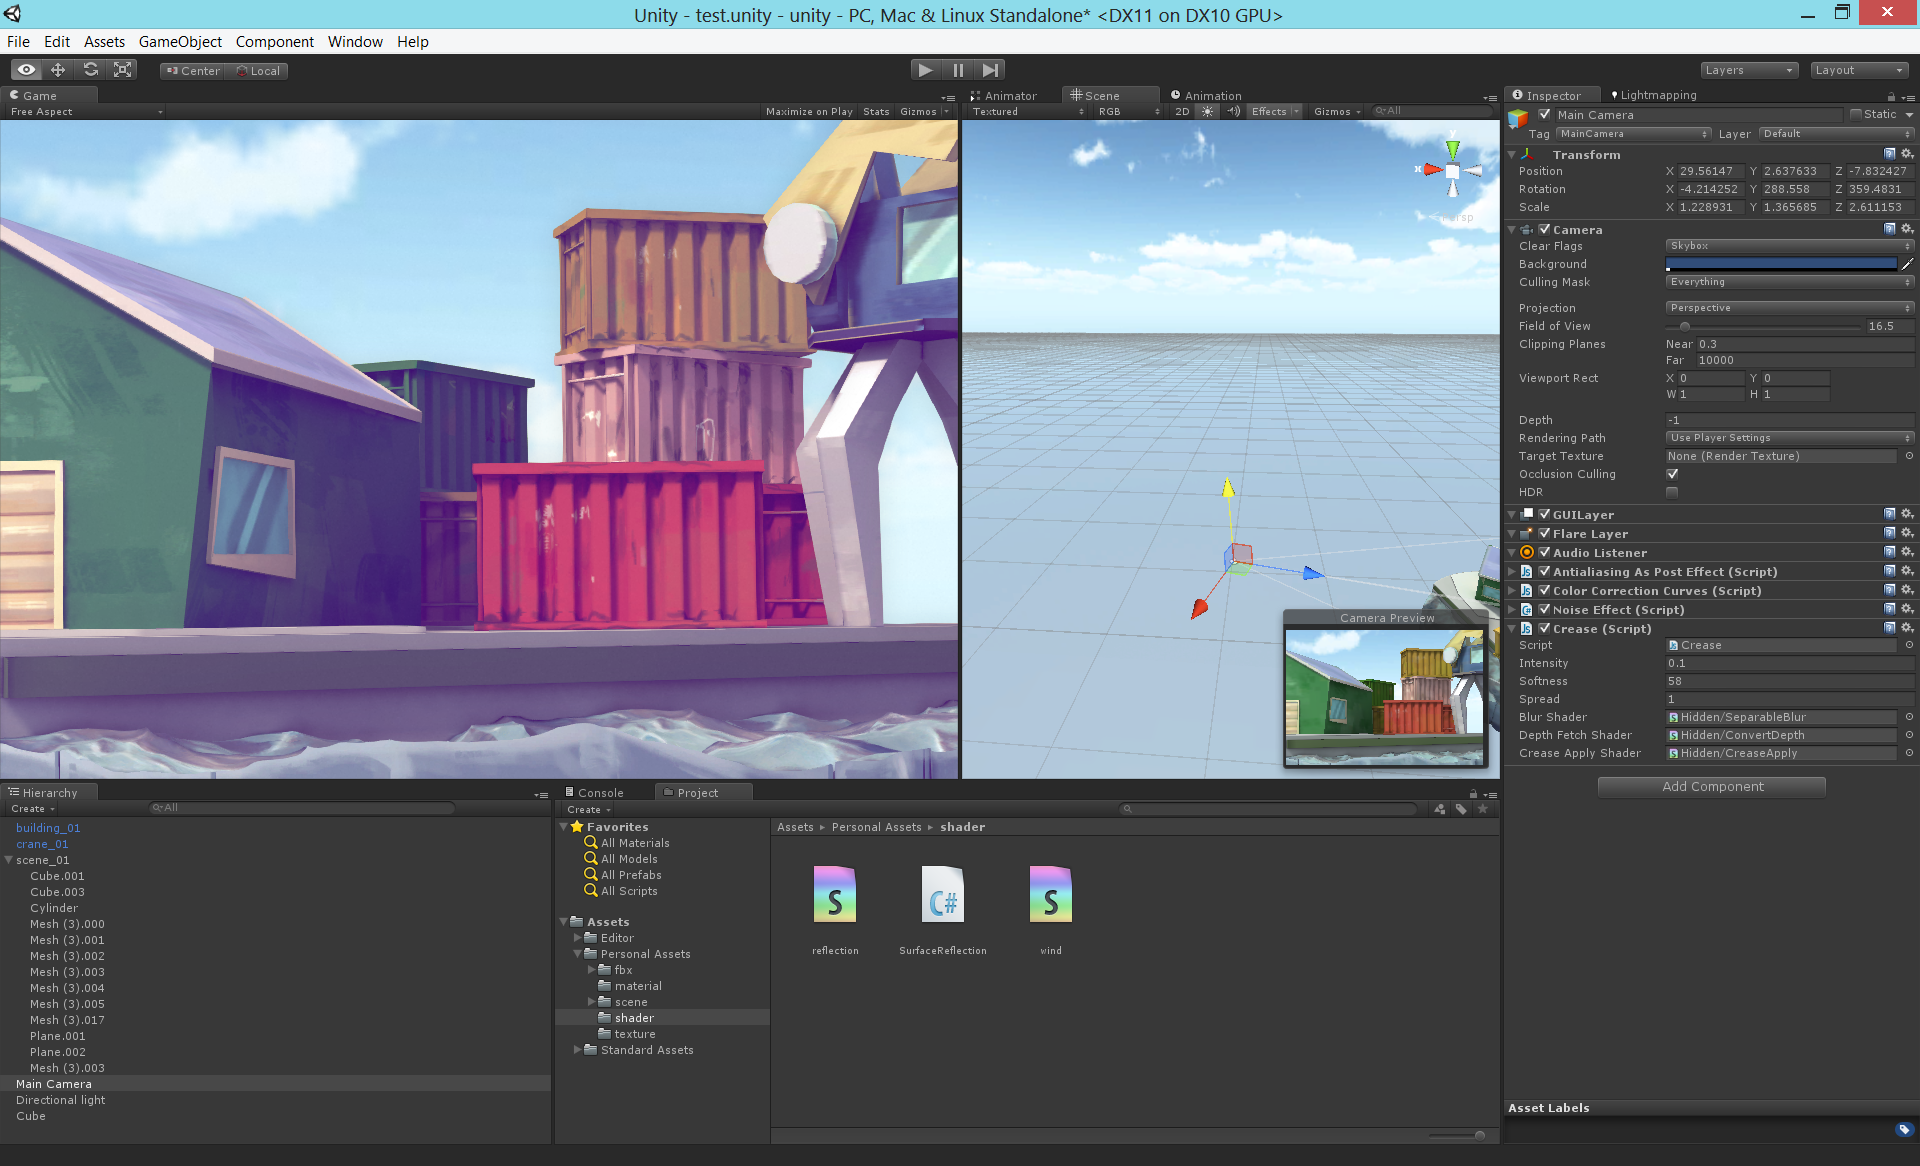 Unity - test.unity - unity - PC, Mac & Linux Standalone* <DX11 on DX10 GPU>
File Edit Assets GameObject Component Window Help
Center Local
Layers Layout
Game
Free Aspect
Maximize on Play Stats Gizmos
Animator Scene Animation
Textured RGB 2D Effects Gizmos All
y
x
Persp
Camera Preview
Inspector Lightmapping
Main Camera Static
Tag MainCamera Layer Default
Transform
Position X 29.56147 Y 2.637633 Z -7.832427
Rotation X -4.214252 Y 288.558 Z 359.4831
Scale X 1.228931 Y 1.365685 Z 2.611153
Camera
Clear Flags Skybox
Background
Culling Mask Everything
Projection Perspective
Field of View 16.5
Clipping Planes Near 0.3
Far 10000
Viewport Rect X 0 Y 0
W 1 H 1
Depth -1
Rendering Path Use Player Settings
Target Texture None (Render Texture)
Occlusion Culling
HDR
GUILayer
Flare Layer
Audio Listener
Antialiasing As Post Effect (Script)
Color Correction Curves (Script)
Noise Effect (Script)
Crease (Script)
Script Crease
Intensity 0.1
Softness 58
Spread 1
Blur Shader Hidden/SeparableBlur
Depth Fetch Shader Hidden/ConvertDepth
Crease Apply Shader Hidden/CreaseApply
Add Component
Asset Labels
Hierarchy
Create All
building_01
crane_01
scene_01
Cube.001
Cube.003
Cylinder
Mesh (3).000
Mesh (3).001
Mesh (3).002
Mesh (3).003
Mesh (3).004
Mesh (3).005
Mesh (3).017
Plane.001
Plane.002
Mesh (3).003
Main Camera
Directional light
Cube
Console Project
Create
Favorites
All Materials
All Models
All Prefabs
All Scripts
Assets
Editor
Personal Assets
fbx
material
scene
shader
texture
Standard Assets
Assets Personal Assets shader
S C# S
reflection SurfaceReflection wind